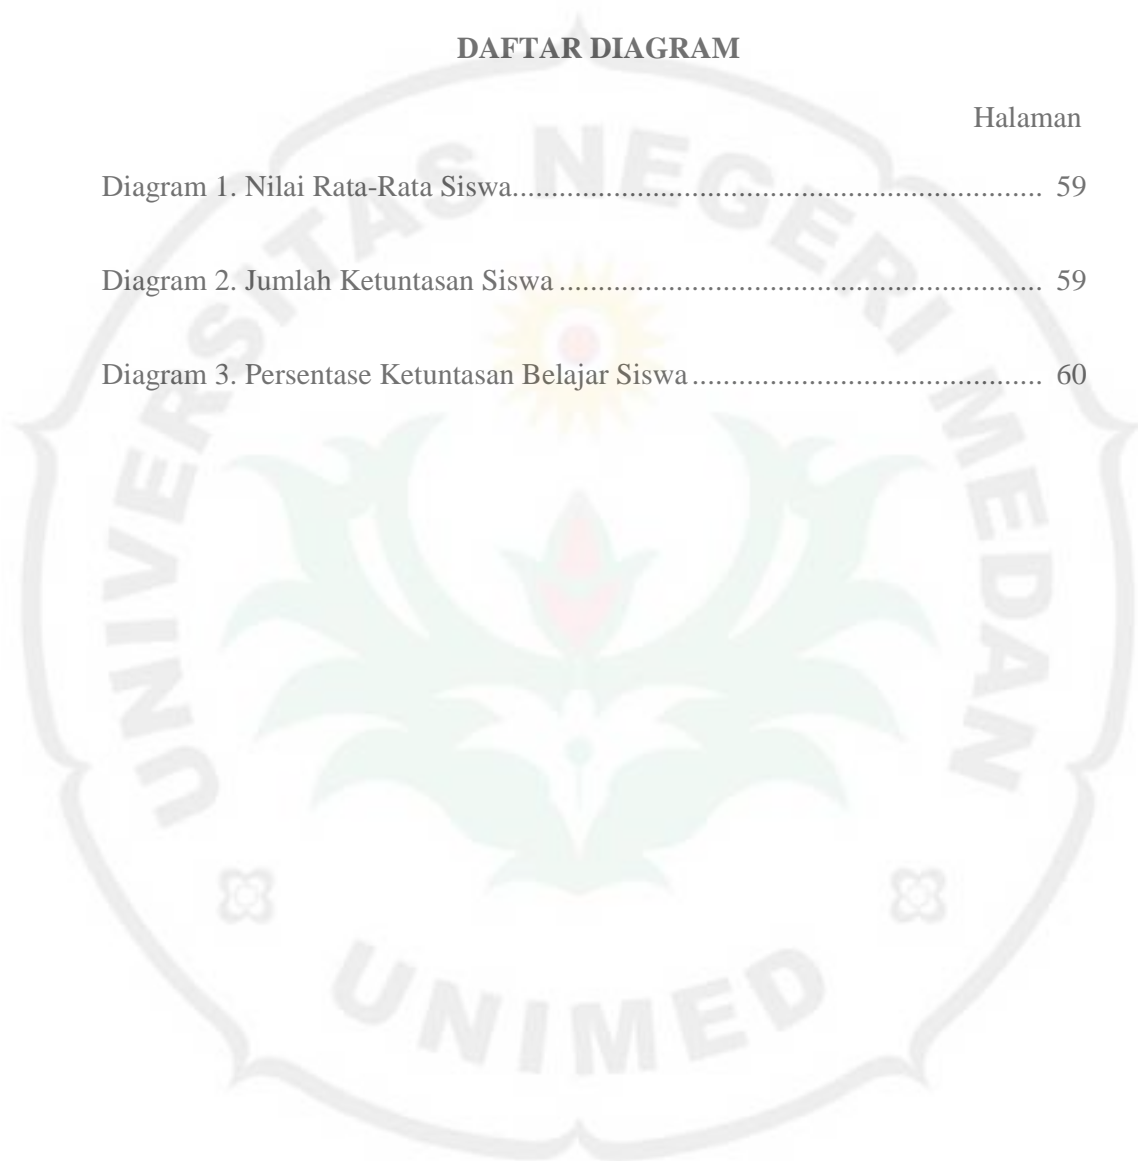 DAFTAR DIAGRAM
Halaman
Diagram 1. Nilai Rata-Rata Siswa.................................................................... 59
Diagram 2. Jumlah Ketuntasan Siswa .............................................................. 59
Diagram 3. Persentase Ketuntasan Belajar Siswa ............................................. 60
UNIVERSITAS NEGERI MEDAN
UNIMED